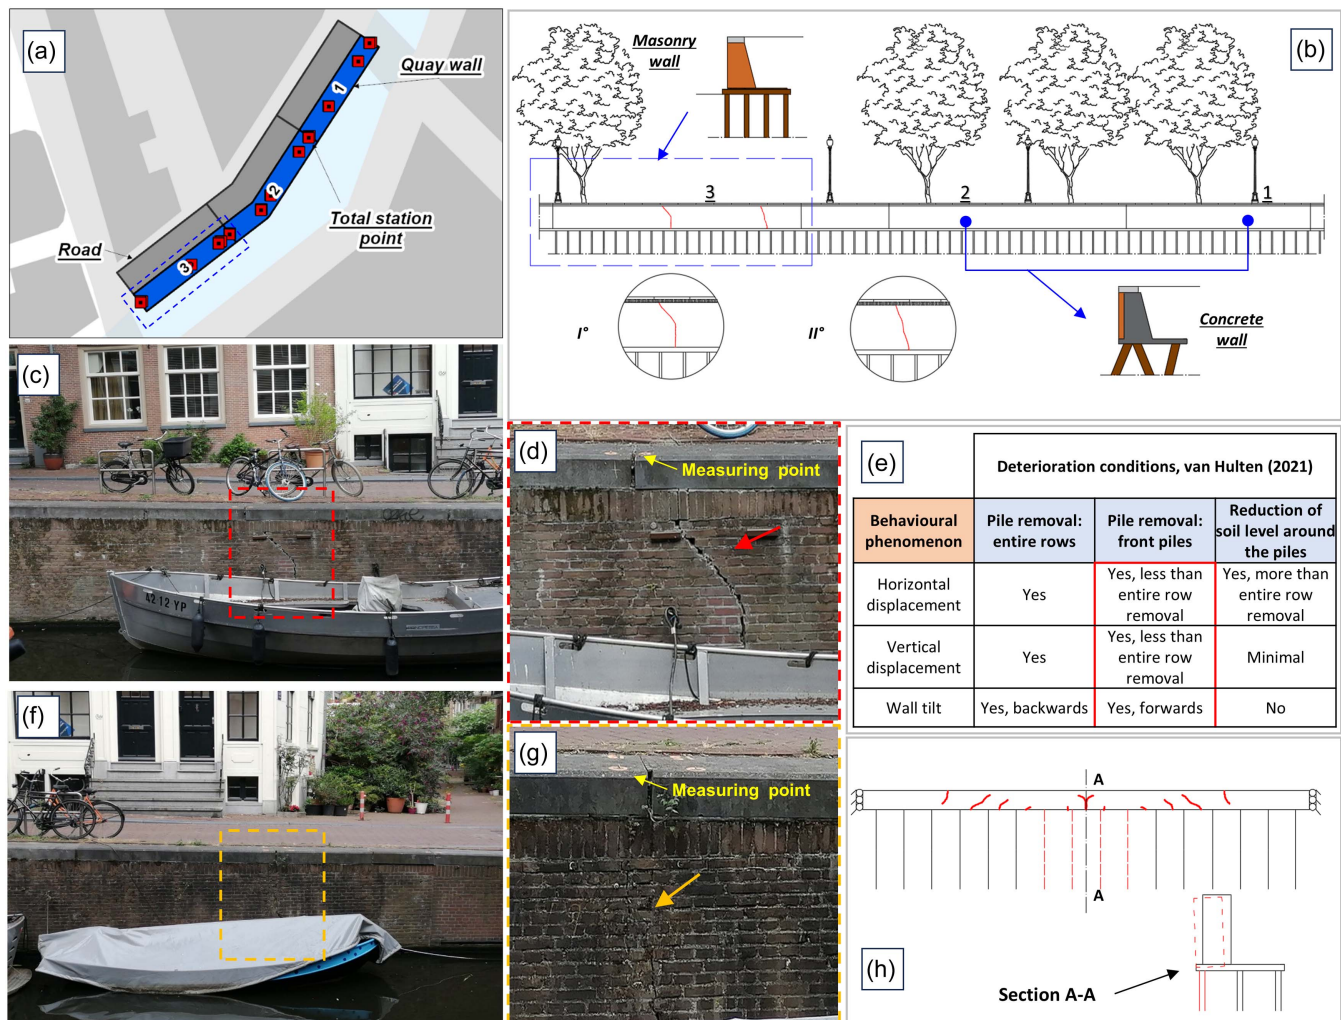 (a)
Quay wall
1
2
Total station
point
Road
3
(b)
Masonry
wall
3
2
1
I°
II°
Concrete
wall
(c)
42 12 YP
(d)
Measuring point
(e)
Deterioration conditions, van Hulten (2021)
Behavioural
phenomenon
Pile removal:
entire rows
Pile removal:
front piles
Reduction of
soil level around
the piles
Horizontal
displacement
Yes
Yes, less than
entire row
removal
Yes, more than
entire row
removal
Vertical
displacement
Yes
Yes, less than
entire row
removal
Minimal
Wall tilt
Yes, backwards
Yes, forwards
No
(f)
(g)
Measuring point
(h)
A
A
Section A-A